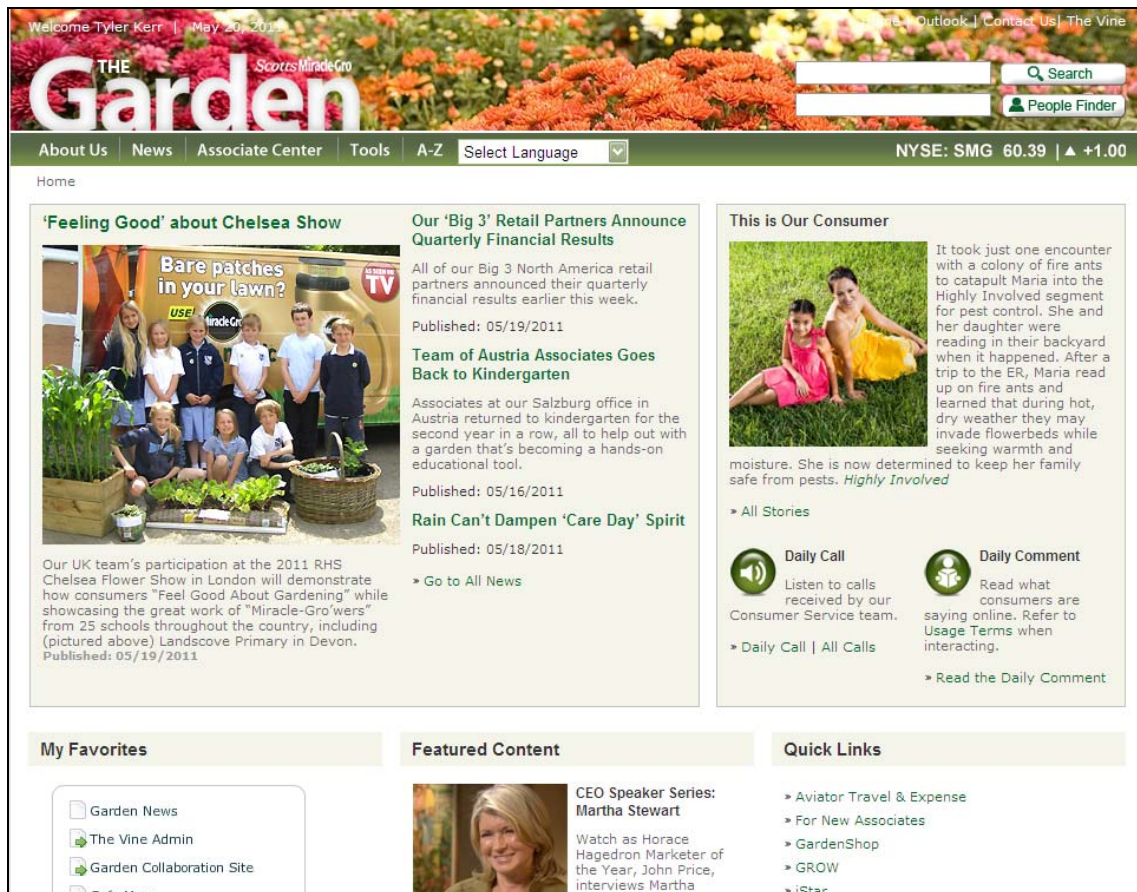 Welcome Tyler Kerr | May 20, 2011
Home | Outlook | Contact Us | The Vine
THE
Garden
Scotts Miracle-Gro
Search
People Finder
About Us
News
Associate Center
Tools
A-Z
Select Language
NYSE: SMG 60.39 | ▲ +1.00
Home
‘Feeling Good’ about Chelsea Show
Bare patches
in your lawn?
USE
Miracle-Gro
AS SEEN ON
TV
Our UK team’s participation at the 2011 RHS
Chelsea Flower Show in London will demonstrate
how consumers “Feel Good About Gardening” while
showcasing the great work of “Miracle-Gro’wers”
from 25 schools throughout the country, including
(pictured above) Landscove Primary in Devon.
Published: 05/19/2011
Our ‘Big 3’ Retail Partners Announce
Quarterly Financial Results
All of our Big 3 North America retail
partners announced their quarterly
financial results earlier this week.
Published: 05/19/2011
Team of Austria Associates Goes
Back to Kindergarten
Associates at our Salzburg office in
Austria returned to kindergarten for the
second year in a row, all to help out with
a garden that’s becoming a hands-on
educational tool.
Published: 05/16/2011
Rain Can’t Dampen ‘Care Day’ Spirit
Published: 05/18/2011
» Go to All News
This is Our Consumer
It took just one encounter
with a colony of fire ants
to catapult Maria into the
Highly Involved segment
for pest control. She and
her daughter were
reading in their backyard
when it happened. After a
trip to the ER, Maria read
up on fire ants and
learned that during hot,
dry weather they may
invade flowerbeds while
seeking warmth and
moisture. She is now determined to keep her family
safe from pests. Highly Involved
» All Stories
Daily Call
Listen to calls
received by our
Consumer Service team.
» Daily Call | All Calls
Daily Comment
Read what
consumers are
saying online. Refer to
Usage Terms when
interacting.
» Read the Daily Comment
My Favorites
Garden News
The Vine Admin
Garden Collaboration Site
Featured Content
CEO Speaker Series:
Martha Stewart
Watch as Horace
Hagedron Marketer of
the Year, John Price,
interviews Martha
Quick Links
» Aviator Travel & Expense
» For New Associates
» GardenShop
» GROW
» iStar